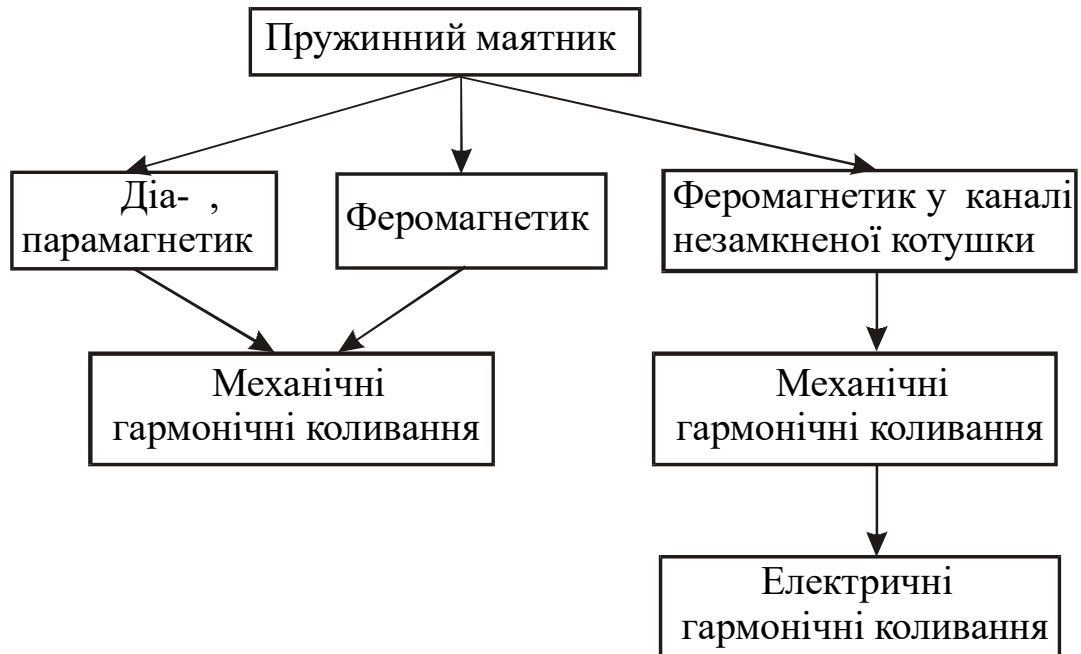 Пружинний маятник
Діа- ,
парамагнетик
Феромагнетик
Феромагнетик у каналі
незамкненої котушки
Механічні
гармонічні коливання
Механічні
гармонічні коливання
Електричні
гармонічні коливання